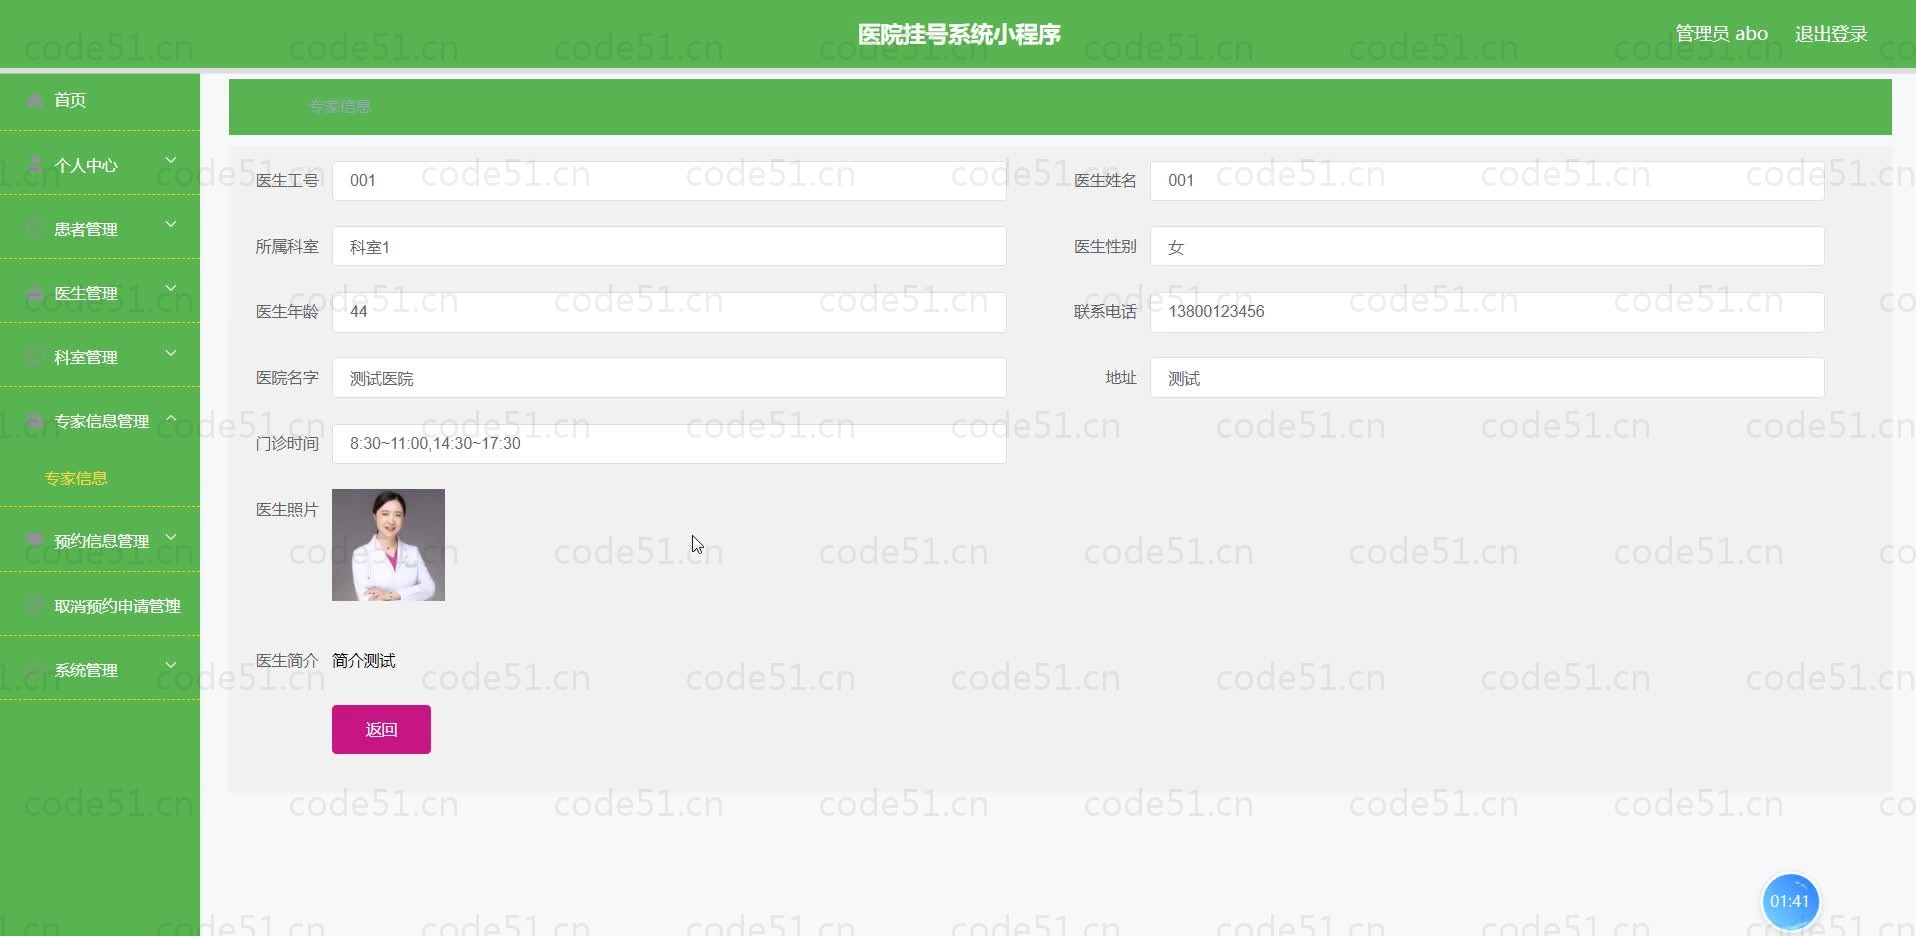 医院挂号系统小程序
管理员 abo 退出登录
首页
个人中心
患者管理
医生管理
科室管理
专家信息管理
专家信息
预约信息管理
取消预约申请管理
系统管理
专家信息
医生工号 001 医生姓名 001
所属科室 科室1 医生性别 女
医生年龄 44 联系电话 13800123456
医院名字 测试医院 地址 测试
门诊时间 8:30~11:00,14:30~17:30
医生照片
医生简介 简介测试
返回
01:41
code51.cn